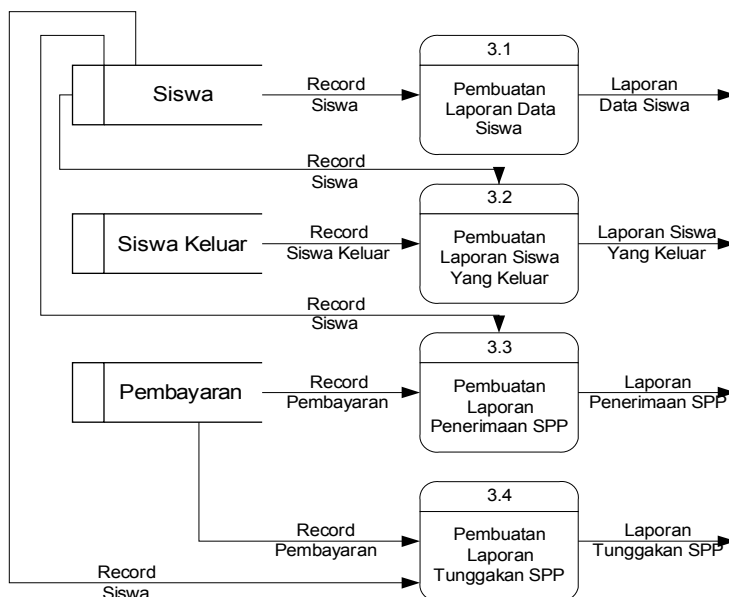 3.1
Siswa
Record
Siswa
Pembuatan
Laporan Data
Siswa
Laporan
Data Siswa
Record
Siswa
3.2
Siswa Keluar
Record
Siswa Keluar
Pembuatan
Laporan Siswa
Yang Keluar
Laporan Siswa
Yang Keluar
Record
Siswa
3.3
Pembayaran
Record
Pembayaran
Pembuatan
Laporan
Penerimaan SPP
Laporan
Penerimaan SPP
3.4
Record
Pembayaran
Pembuatan
Laporan
Tunggakan SPP
Laporan
Tunggakan SPP
Record
Siswa